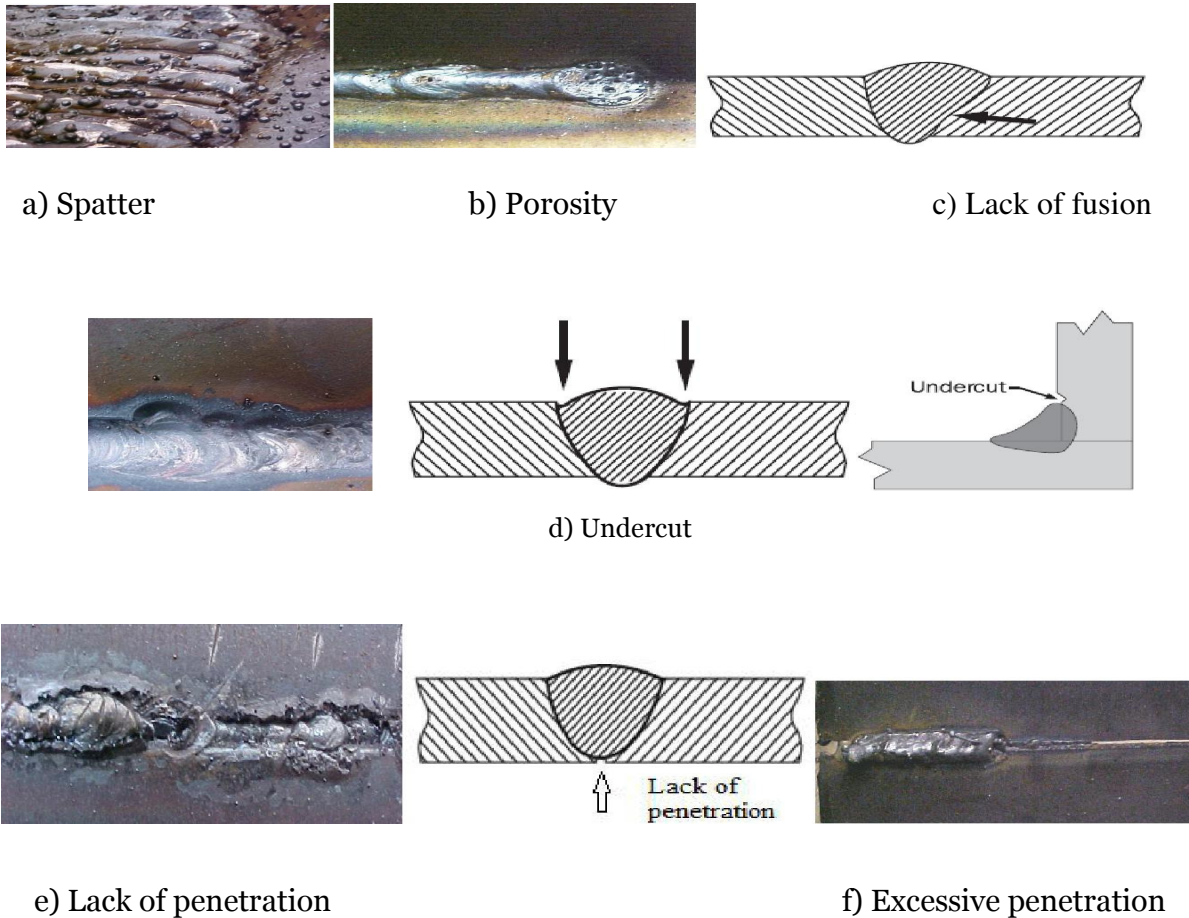 a) Spatter
b) Porosity
c) Lack of fusion
Undercut
d) Undercut
Lack of
penetration
e) Lack of penetration
f) Excessive penetration